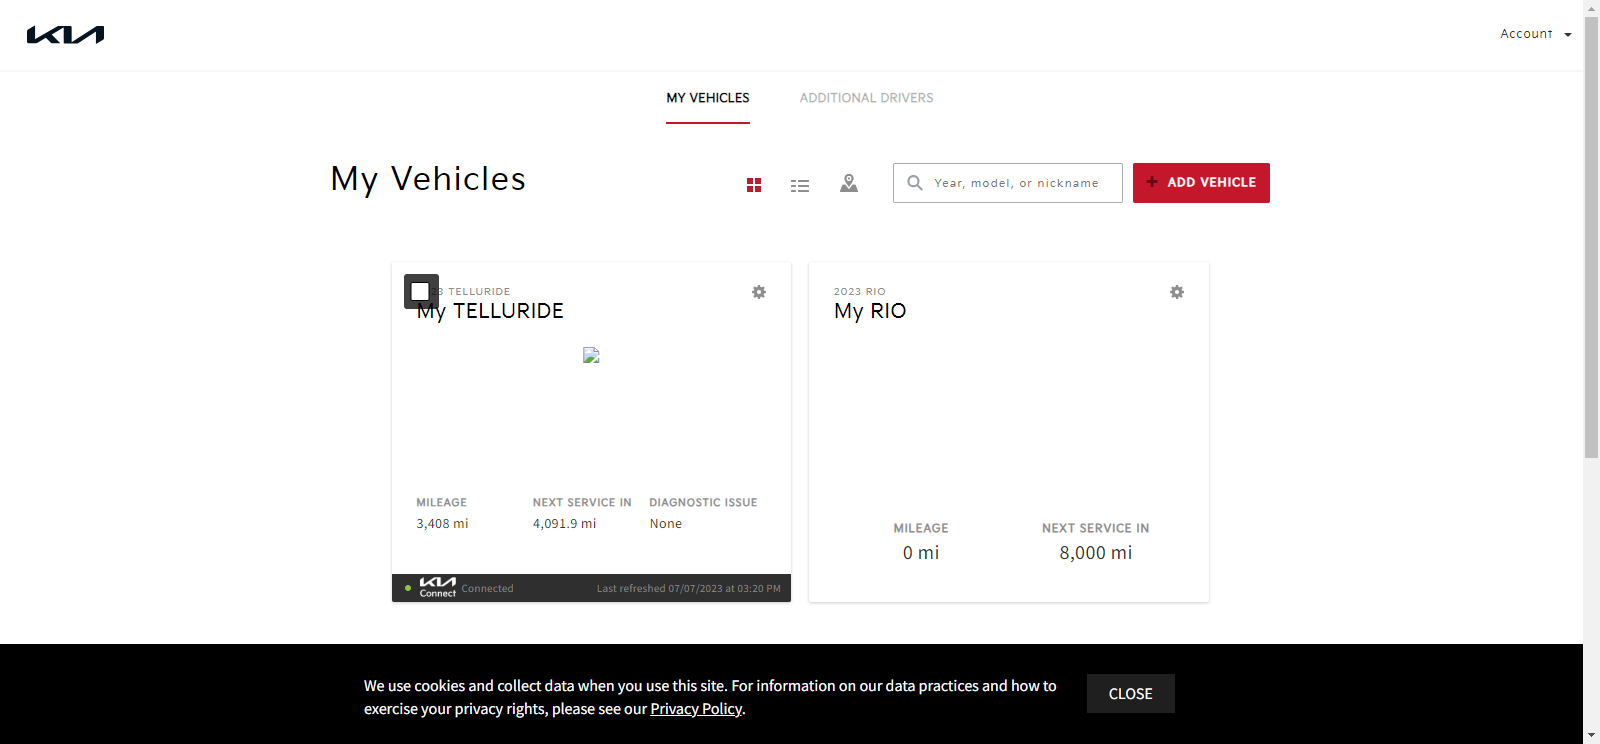 KIA
Account
MY VEHICLES
ADDITIONAL DRIVERS
My Vehicles
Year, model, or nickname
+ ADD VEHICLE
23 TELLURIDE
My TELLURIDE
MILEAGE
NEXT SERVICE IN
DIAGNOSTIC ISSUE
3,408 mi
4,091.9 mi
None
KIA
Connect
Connected
Last refreshed 07/07/2023 at 03:20 PM
2023 RIO
My RIO
MILEAGE
NEXT SERVICE IN
0 mi
8,000 mi
We use cookies and collect data when you use this site. For information on our data practices and how to
exercise your privacy rights, please see our Privacy Policy.
CLOSE